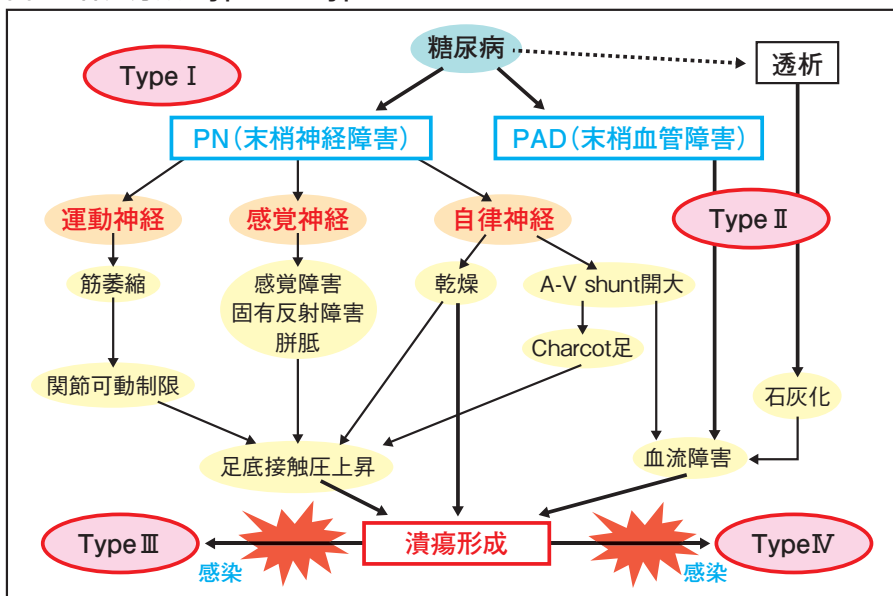 糖尿病
透析
Type Ⅰ
PN(末梢神経障害)
PAD(末梢血管障害)
運動神経
感覚神経
自律神経
Type Ⅱ
筋萎縮
感覚障害
固有反射障害
胼胝
乾燥
A-V shunt開大
Charcot足
関節可動制限
石灰化
足底接触圧上昇
血流障害
Type Ⅲ
感染
潰瘍形成
感染
Type Ⅳ